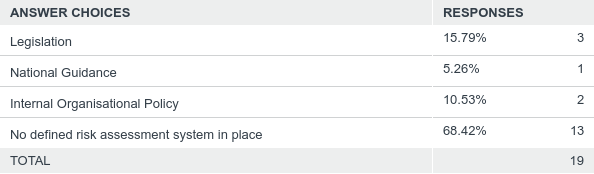 ANSWER CHOICES RESPONSES
Legislation 15.79% 3
National Guidance 5.26% 1
Internal Organisational Policy 10.53% 2
No defined risk assessment system in place 68.42% 13
TOTAL 19